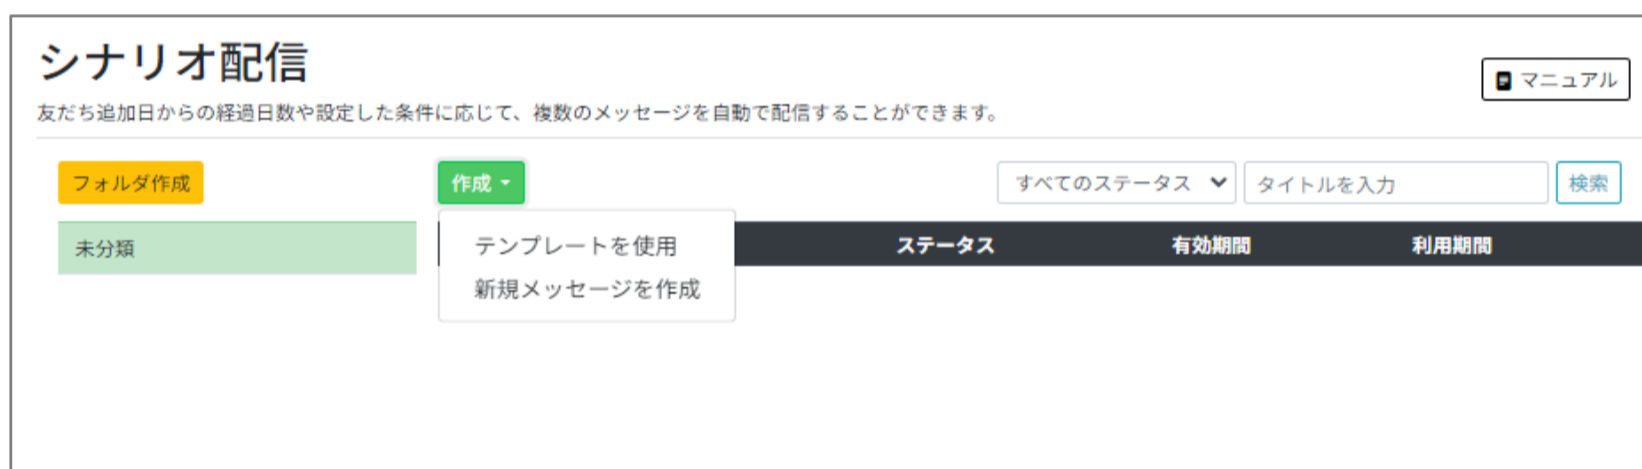 シナリオ配信
マニュアル
友だち追加日からの経過日数や設定した条件に応じて、複数のメッセージを自動で配信することができます。
フォルダ作成
作成
すべてのステータス
タイトルを入力
検索
未分類
テンプレートを使用
新規メッセージを作成
ステータス
有効期間
利用期間